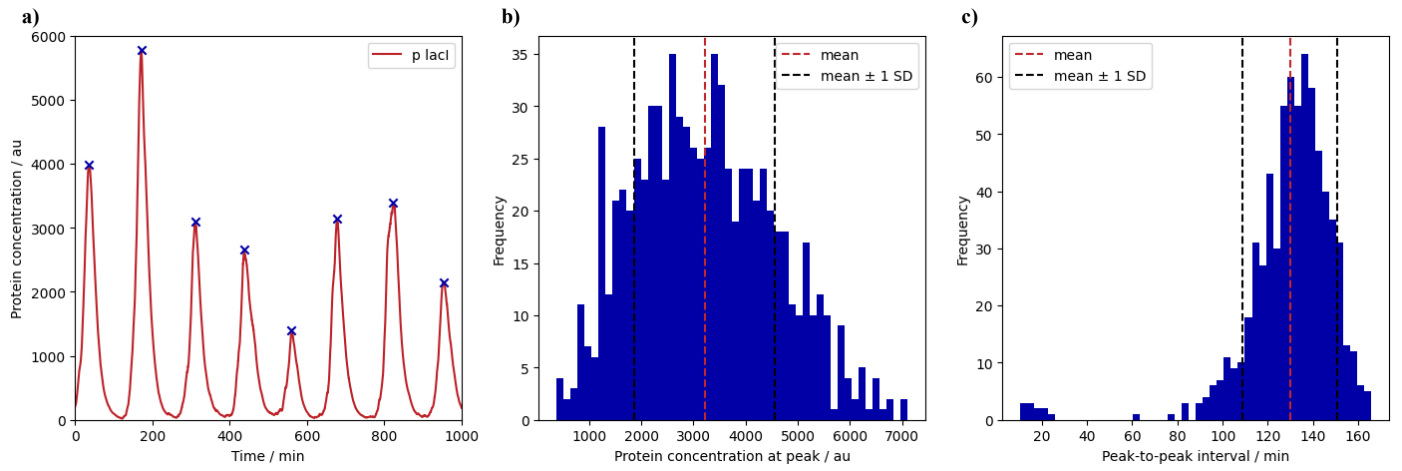 a)
b)
c)
p lacI
6000
5000
4000
3000
2000
1000
0
Protein concentration / au
0 200 400 600 800 1000
Time / min
mean
mean ± 1 SD
35
30
25
20
15
10
5
0
Frequency
1000 2000 3000 4000 5000 6000 7000
Protein concentration at peak / au
mean
mean ± 1 SD
60
50
40
30
20
10
0
Frequency
20 40 60 80 100 120 140 160
Peak-to-peak interval / min